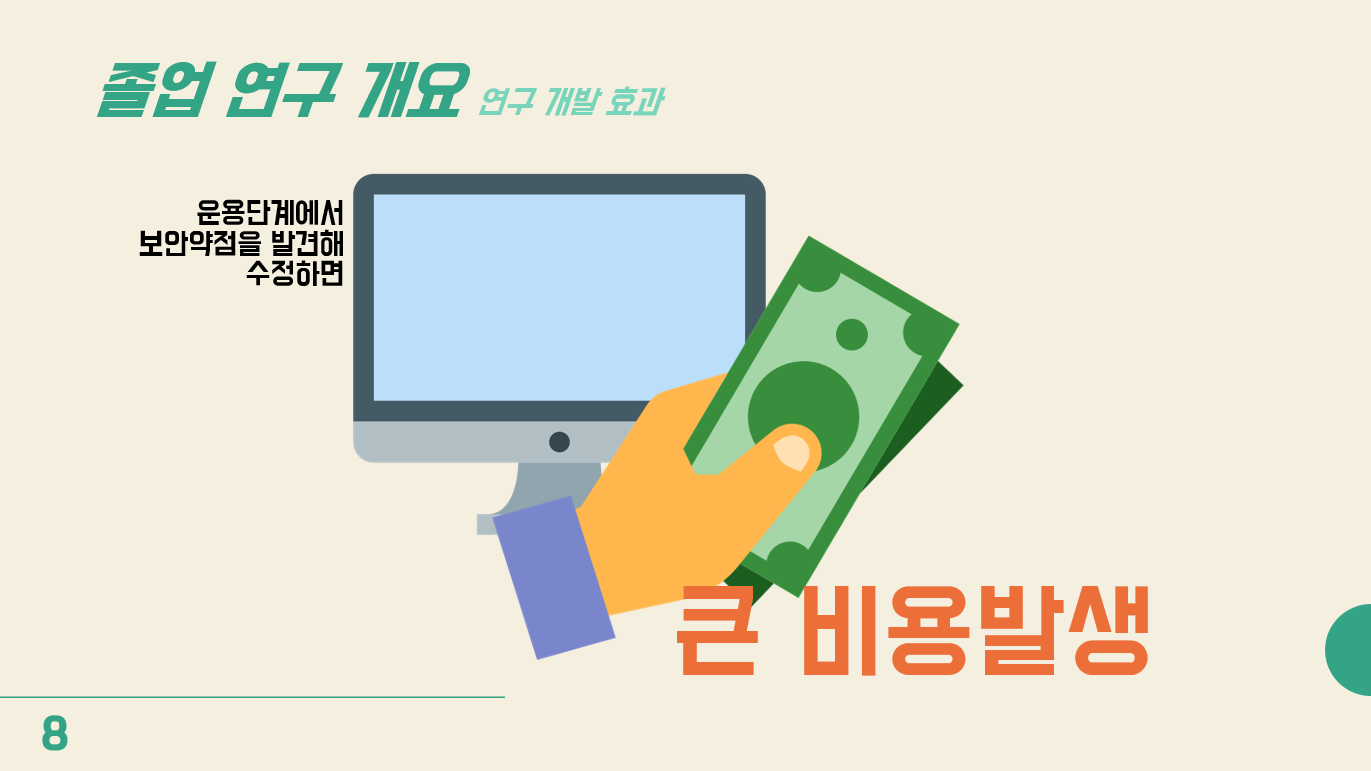 졸업 연구 개요 연구 개발 효과
운용단계에서
보안약점을 발견해
수정하면
큰 비용발생
8